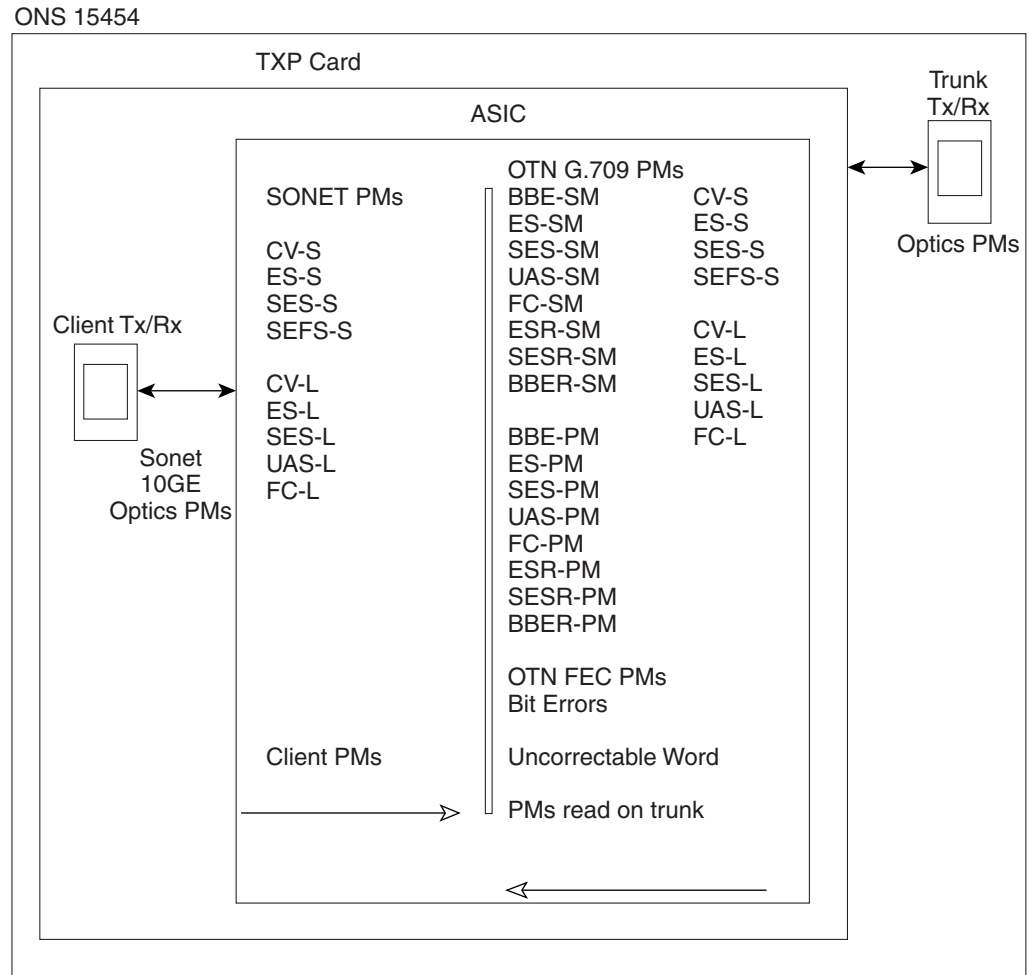 ONS 15454
TXP Card
Trunk
Tx/Rx
Optics PMs
ASIC
Client Tx/Rx
Sonet
10GE
Optics PMs
SONET PMs
CV-S
ES-S
SES-S
SEFS-S
CV-L
ES-L
SES-L
UAS-L
FC-L
Client PMs
OTN G.709 PMs
BBE-SM
ES-SM
SES-SM
UAS-SM
FC-SM
ESR-SM
SESR-SM
BBER-SM
BBE-PM
ES-PM
SES-PM
UAS-PM
FC-PM
ESR-PM
SESR-PM
BBER-PM
OTN FEC PMs
Bit Errors
Uncorrectable Word
PMs read on trunk
CV-S
ES-S
SES-S
SEFS-S
CV-L
ES-L
SES-L
UAS-L
FC-L